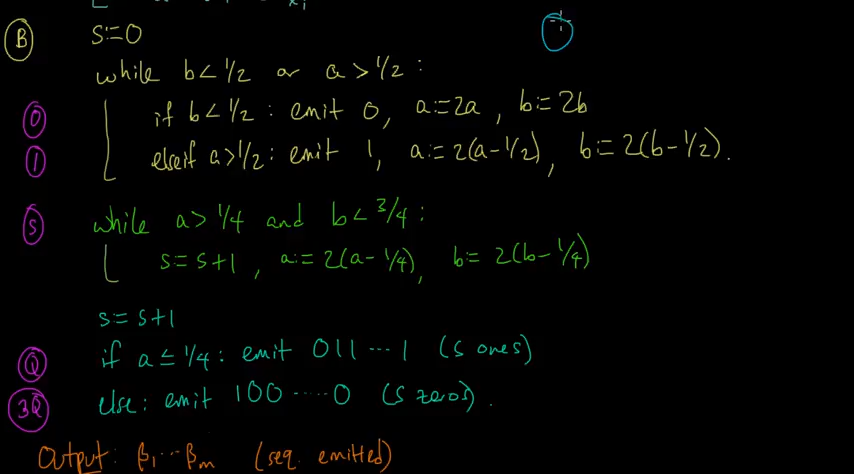 B s:=0
while b < 1/2 or a > 1/2 :
0 if b < 1/2 : emit 0, a:=2a, b:=2b
1 elseif a > 1/2 : emit 1, a:=2(a-1/2), b:=2(b-1/2).
S while a > 1/4 and b < 3/4 :
s=s+1, a:=2(a-1/4), b=2(b-1/4)
s=s+1
Q if a ≤ 1/4 : emit 011...1 (s ones)
3Q else: emit 100....0 (s zeros).
Output: β1...βm (seq. emitted)